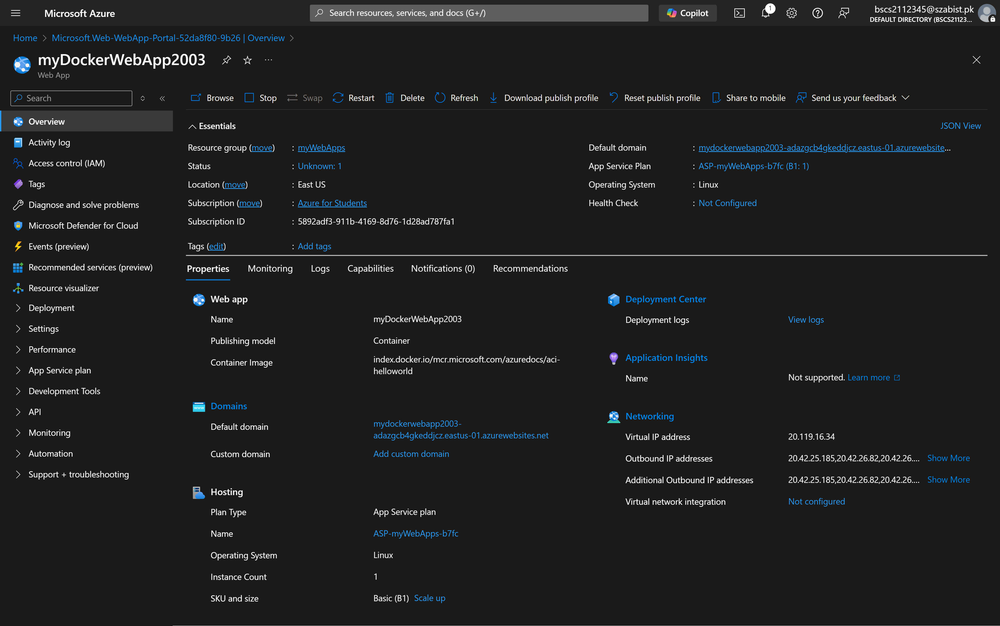 Microsoft Azure
Search resources, services, and docs (G+/)
Copilot
1
bscs2112345@szabist.pk
DEFAULT DIRECTORY (BSCS21123...
Home > Microsoft.Web-WebApp-Portal-52da8f80-9b26 | Overview >
myDockerWebApp2003
Web App
Search
Overview
Activity log
Access control (IAM)
Tags
Diagnose and solve problems
Microsoft Defender for Cloud
Events (preview)
Recommended services (preview)
Resource visualizer
Deployment
Settings
Performance
App Service plan
Development Tools
API
Monitoring
Automation
Support + troubleshooting
Browse Stop Swap Restart Delete Refresh Download publish profile Reset publish profile Share to mobile Send us your feedback
Essentials
JSON View
Resource group (move) : myWebApps
Status : Unknown: 1
Location (move) : East US
Subscription (move) : Azure for Students
Subscription ID : 5892adf3-911b-4169-8d76-1d28ad787fa1
Tags (edit) : Add tags
Default domain : mydockerwebapp2003-adazgcb4gkeddjcz.eastus-01.azurewebsite...
App Service Plan : ASP-myWebApps-b7fc (B1: 1)
Operating System : Linux
Health Check : Not Configured
Properties Monitoring Logs Capabilities Notifications (0) Recommendations
Web app
Name myDockerWebApp2003
Publishing model Container
Container Image index.docker.io/mcr.microsoft.com/azuredocs/aci-
helloworld
www
Domains
Default domain mydockerwebapp2003-
adazgcb4gkeddjcz.eastus-01.azurewebsites.net
Custom domain Add custom domain
Hosting
Plan Type App Service plan
Name ASP-myWebApps-b7fc
Operating System Linux
Instance Count 1
SKU and size Basic (B1) Scale up
Deployment Center
Deployment logs View logs
Application Insights
Name Not supported. Learn more
Networking
Virtual IP address 20.119.16.34
Outbound IP addresses 20.42.25.185,20.42.26.82,20.42.26.... Show More
Additional Outbound IP addresses 20.42.25.185,20.42.26.82,20.42.26.... Show More
Virtual network integration Not configured